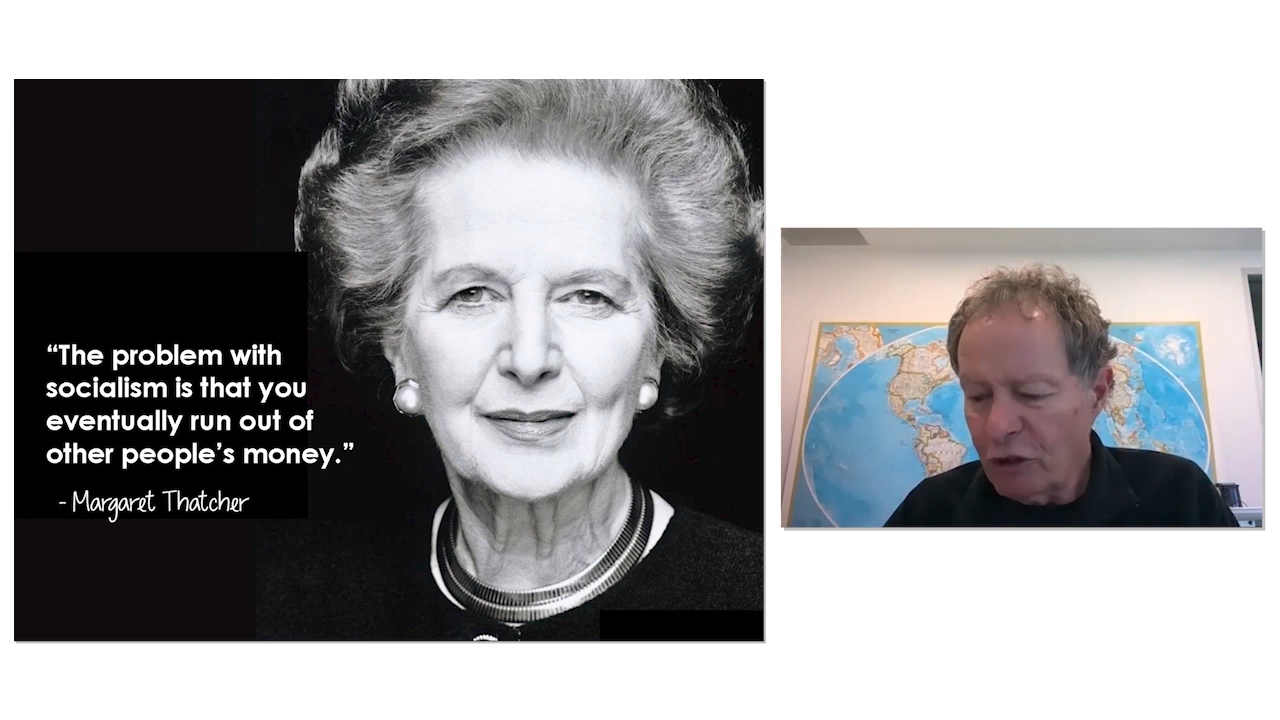 “The problem with
socialism is that you
eventually run out of
other people’s money.”
- Margaret Thatcher